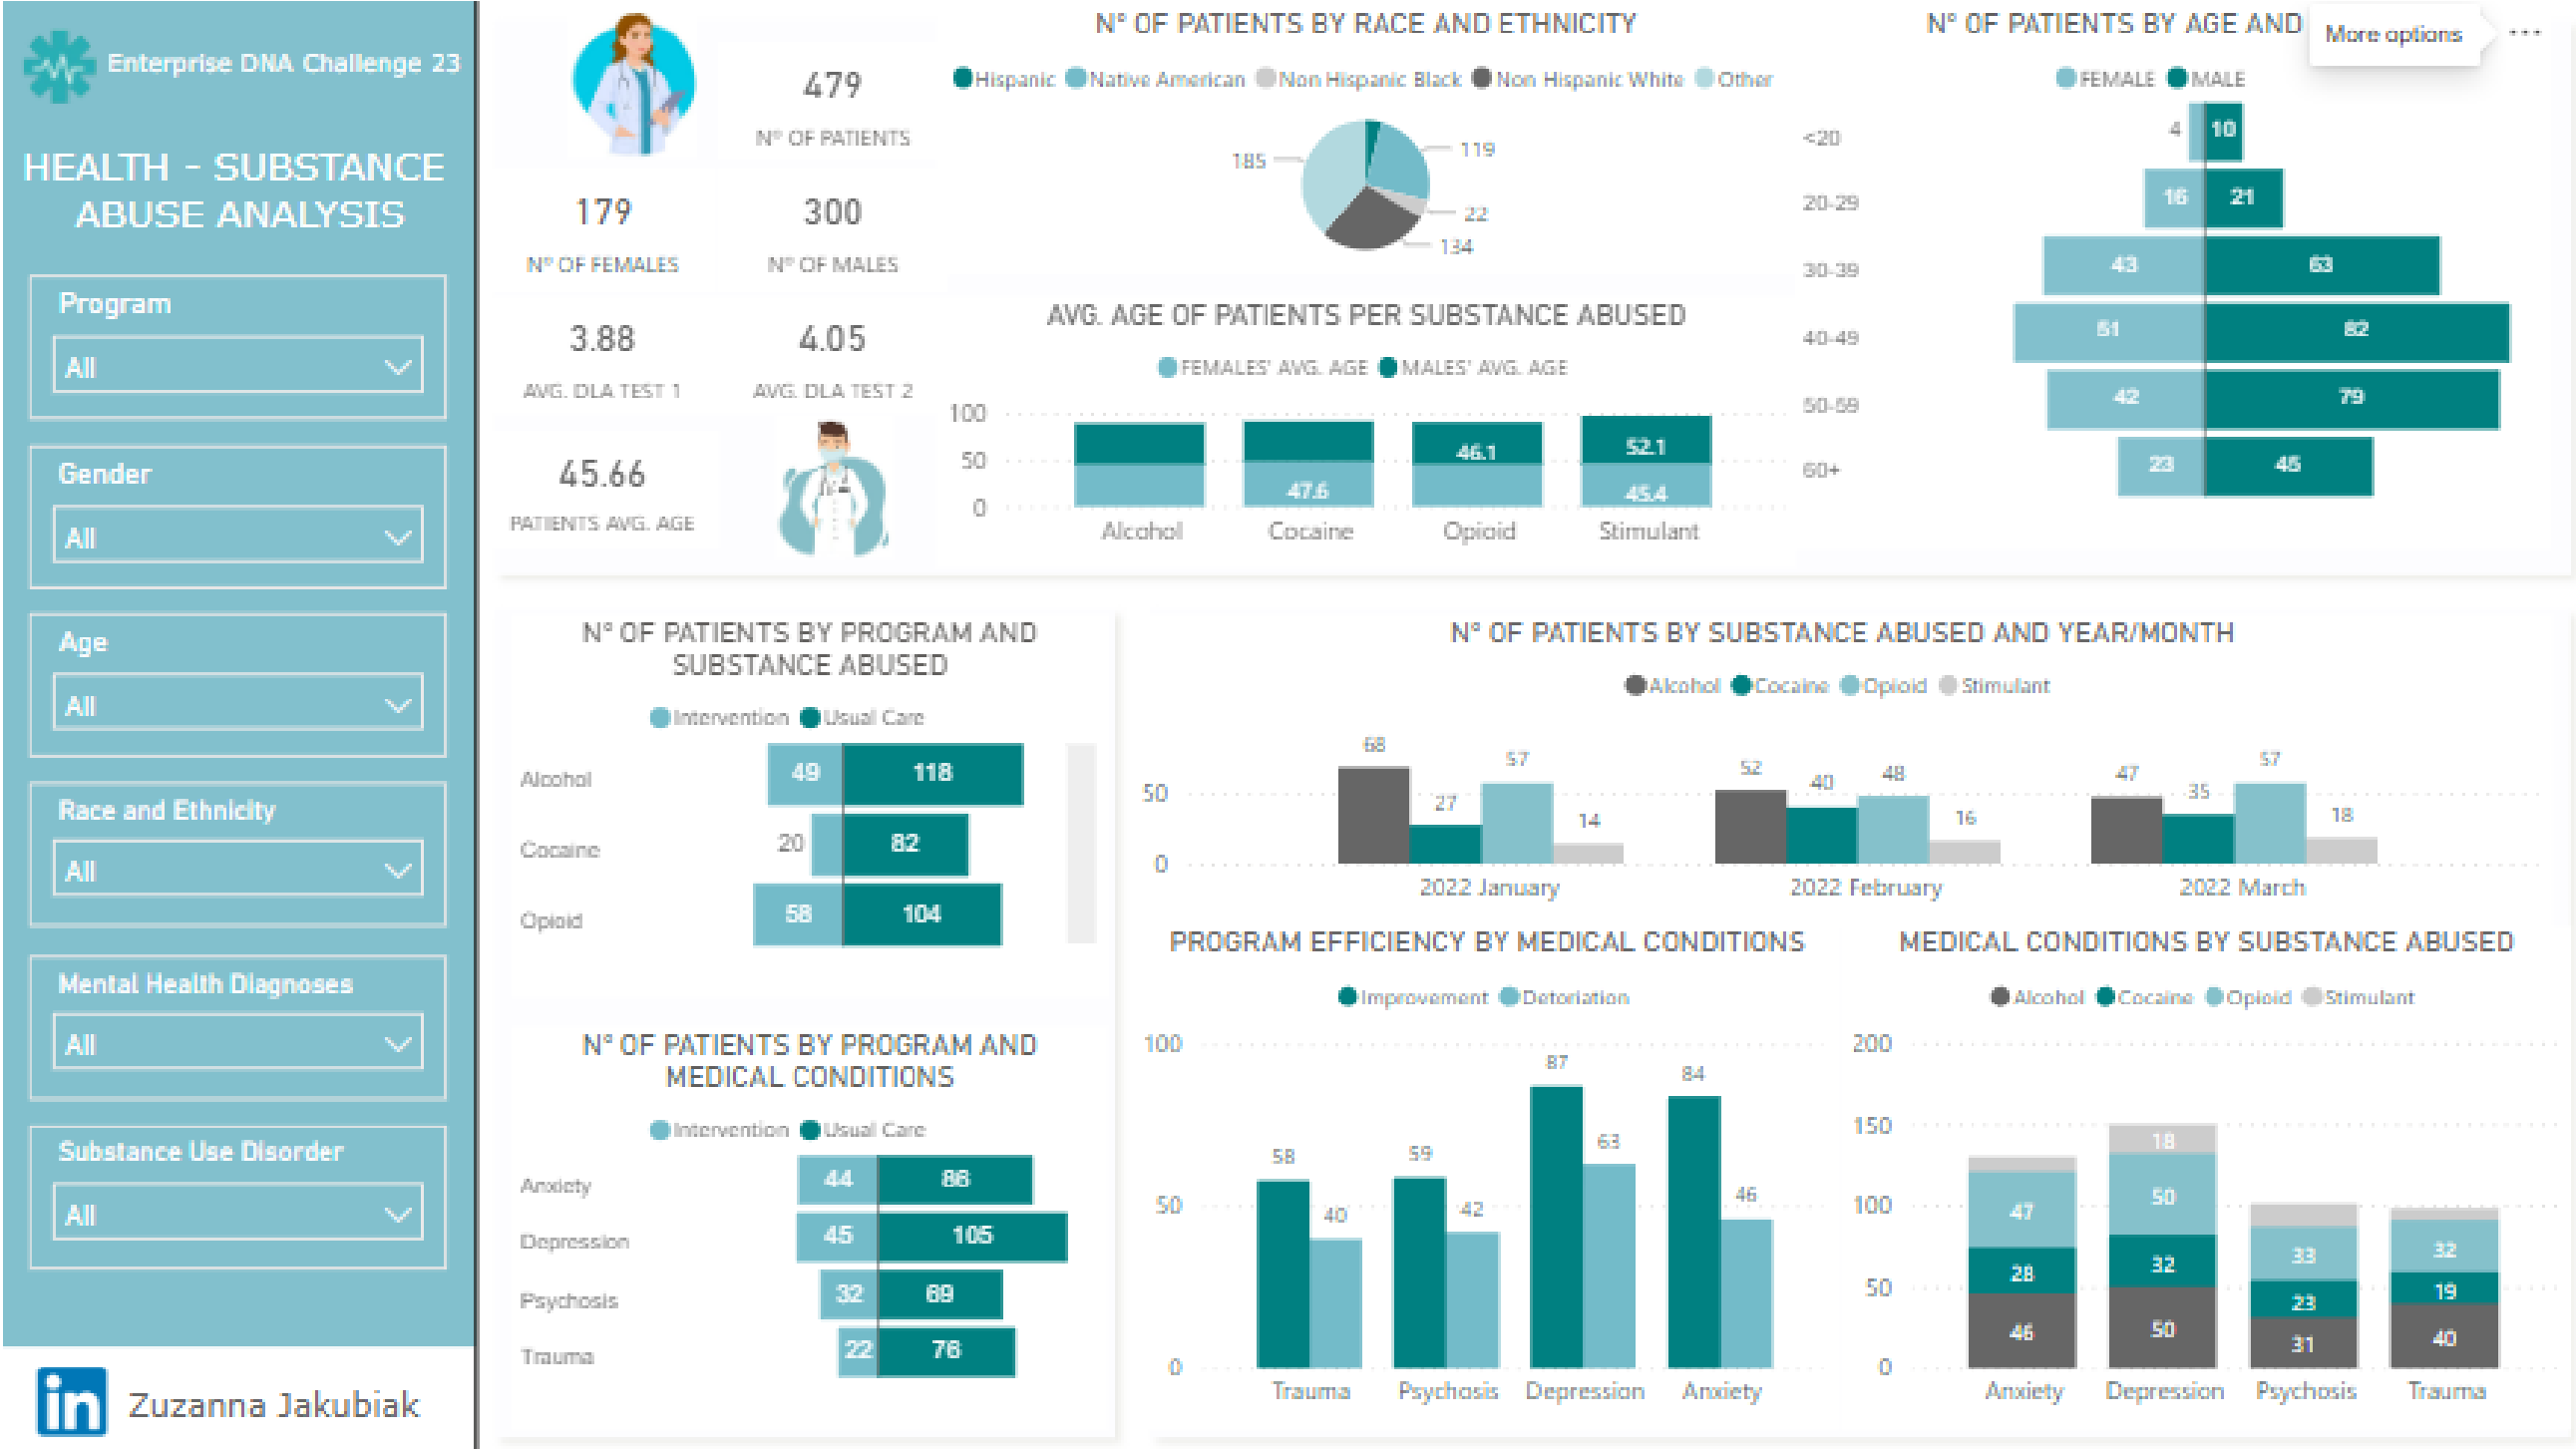 Enterprise DNA Challenge 23
HEALTH - SUBSTANCE
ABUSE ANALYSIS
Program
All
Gender
All
Age
All
Race and Ethnicity
All
Mental Health Diagnoses
All
Substance Use Disorder
All
Zuzanna Jakubiak
479
Nº OF PATIENTS
179
Nº OF FEMALES
300
Nº OF MALES
3.88
AVG. DLA TEST 1
4.05
AVG. DLA TEST 2
45.66
PATIENTS AVG. AGE
Nº OF PATIENTS BY RACE AND ETHNICITY
Hispanic Native American Non Hispanic Black Non Hispanic White Other
185
119
22
134
AVG. AGE OF PATIENTS PER SUBSTANCE ABUSED
FEMALES' AVG. AGE MALES' AVG. AGE
100
50
0
46.1
52.1
47.6
45.4
Alcohol Cocaine Opioid Stimulant
Nº OF PATIENTS BY AGE AND
More options
FEMALE MALE
<20 4 10
20-29 16 21
30-39 43 63
40-49 51 82
50-59 42 79
60+ 23 45
Nº OF PATIENTS BY PROGRAM AND
SUBSTANCE ABUSED
Intervention Usual Care
Alcohol 49 118
Cocaine 20 82
Opioid 58 104
Nº OF PATIENTS BY PROGRAM AND
MEDICAL CONDITIONS
Intervention Usual Care
Anxiety 44 86
Depression 45 105
Psychosis 32 69
Trauma 22 76
Nº OF PATIENTS BY SUBSTANCE ABUSED AND YEAR/MONTH
Alcohol Cocaine Opioid Stimulant
50
0
68 27 57 14
52 40 48 16
47 35 57 18
2022 January 2022 February 2022 March
PROGRAM EFFICIENCY BY MEDICAL CONDITIONS
Improvement Detoriation
100
50
0
58 40
59 42
87 63
84 46
Trauma Psychosis Depression Anxiety
MEDICAL CONDITIONS BY SUBSTANCE ABUSED
Alcohol Cocaine Opioid Stimulant
200
150
100
50
0
47 28 46
18 50 32 50
33 23 31
32 19 40
Anxiety Depression Psychosis Trauma
in